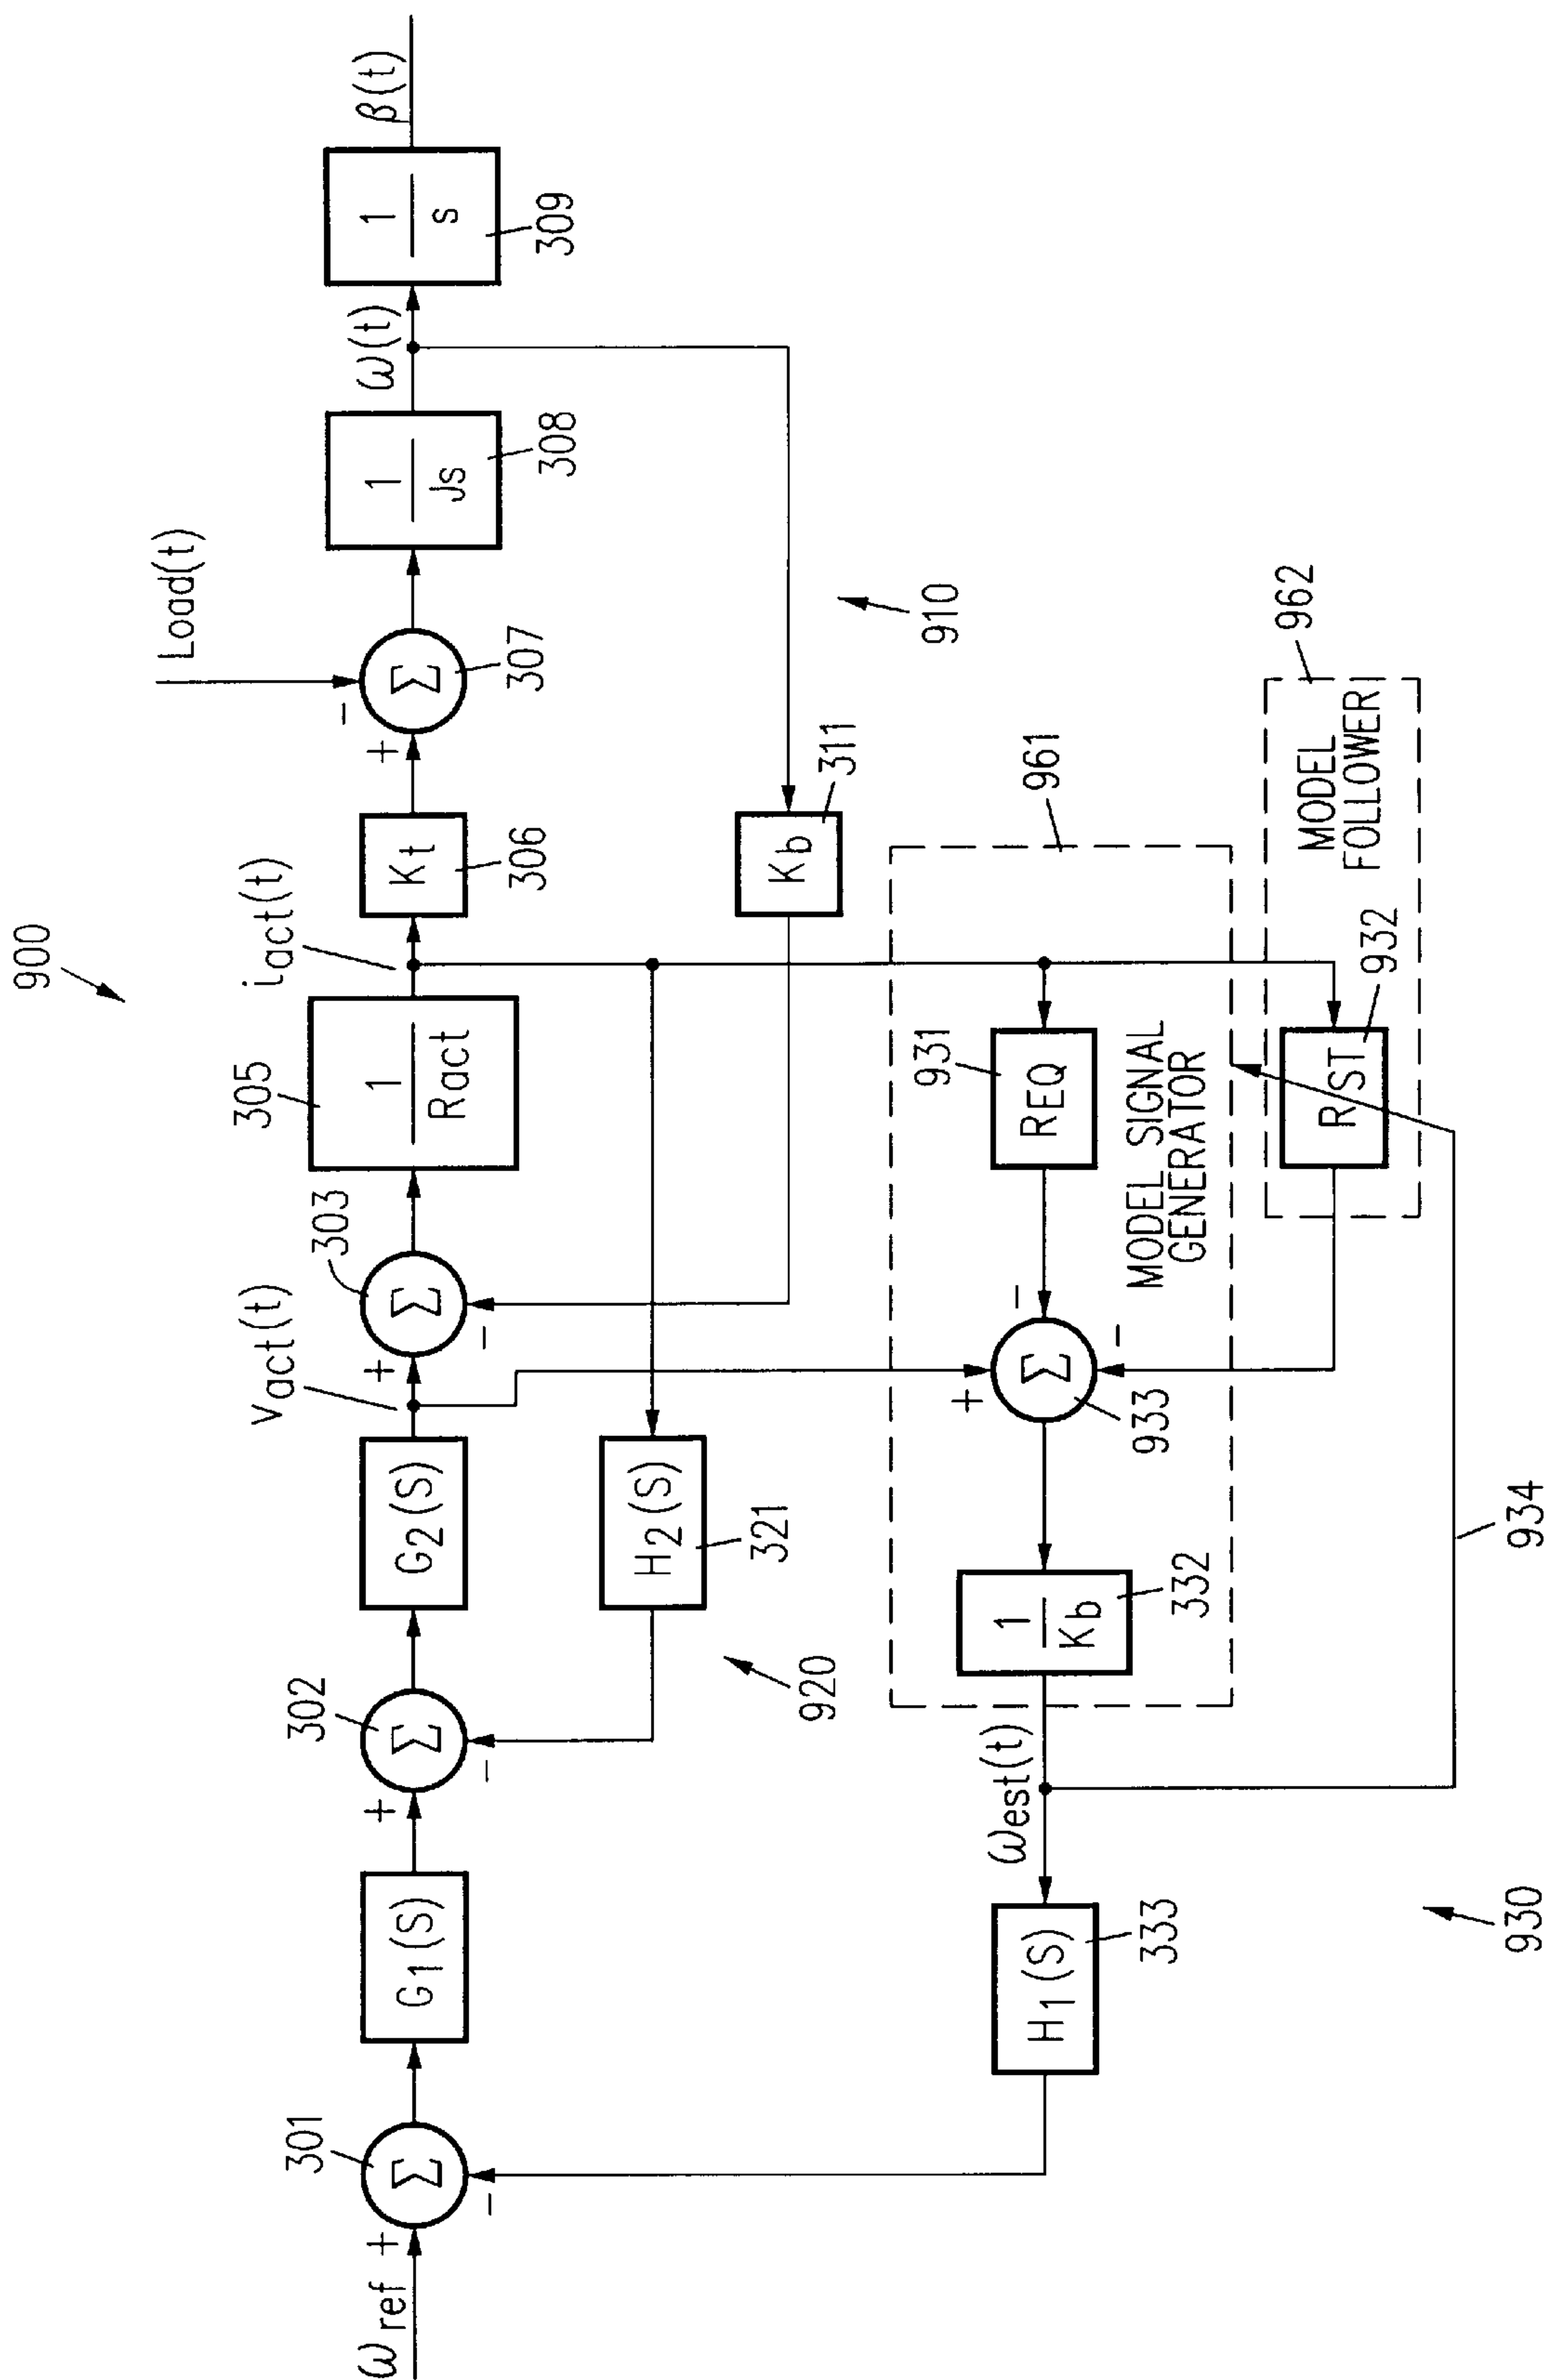 900
Load(t)
305
303
vact(t)
iact(t)
ω(t)
β(t)
302
301
ωref
+
-
Σ
G1(S)
+
-
Σ
G2(S)
+
-
Σ
1
Ract
Kt
306
+
-
Σ
307
1
Js
308
1
s
309
H2(S)
321
920
Kb
311
910
961
931
REQ
MODEL SIGNAL
GENERATOR
-
+
-
Σ
933
1
Kb
332
ωest(t)
H1(S)
333
930
962
MODEL
FOLLOWER
932
RST
934